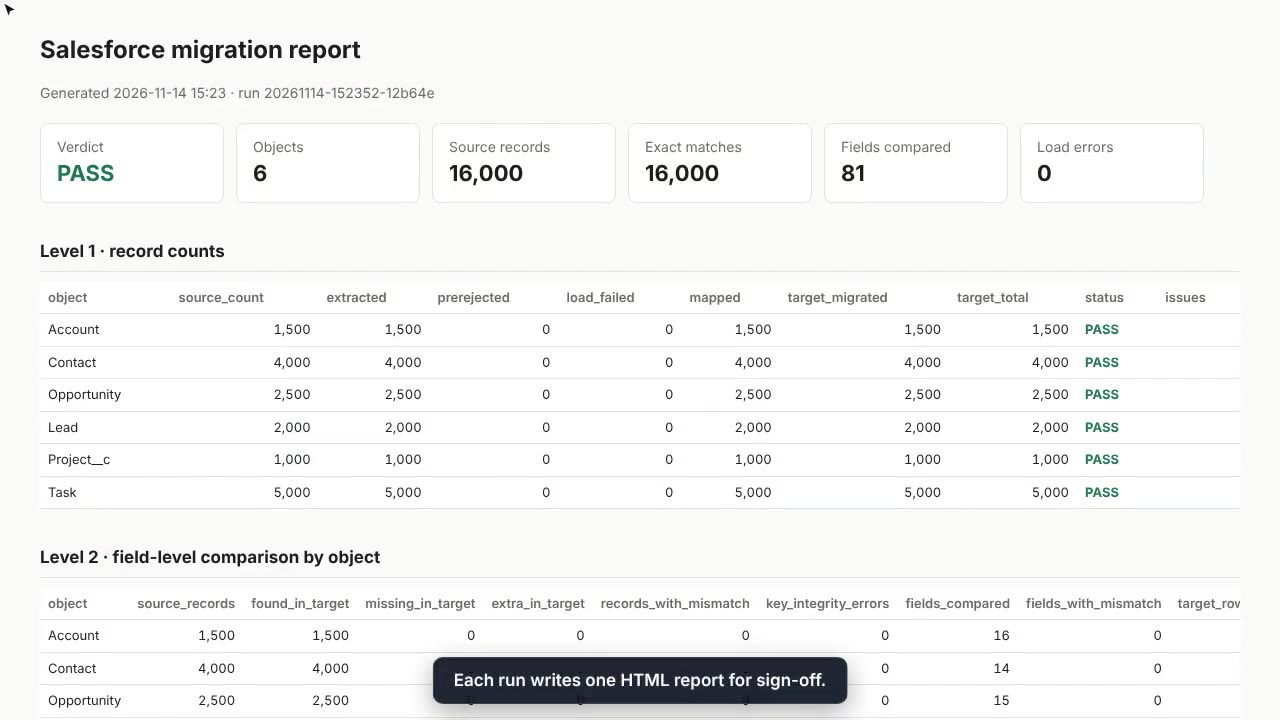 Salesforce migration report
Generated 2026-11-14 15:23 · run 20261114-152352-12b64e
Verdict Objects Source records Exact matches Fields compared Load errors
PASS 6 16,000 16,000 81 0
Level 1 · record counts
object source_count extracted prerejected load_failed mapped target_migrated target_total status issues
Account 1,500 1,500 0 0 1,500 1,500 1,500 PASS
Contact 4,000 4,000 0 0 4,000 4,000 4,000 PASS
Opportunity 2,500 2,500 0 0 2,500 2,500 2,500 PASS
Lead 2,000 2,000 0 0 2,000 2,000 2,000 PASS
Project__c 1,000 1,000 0 0 1,000 1,000 1,000 PASS
Task 5,000 5,000 0 0 5,000 5,000 5,000 PASS
Level 2 · field-level comparison by object
object source_records found_in_target missing_in_target extra_in_target records_with_mismatch key_integrity_errors fields_compared fields_with_mismatch
Account 1,500 1,500 0 0 0 0 16 0
Contact 4,000 4,000 0 14 0
Each run writes one HTML report for sign-off.
Opportunity 2,500 2,500 0 15 0